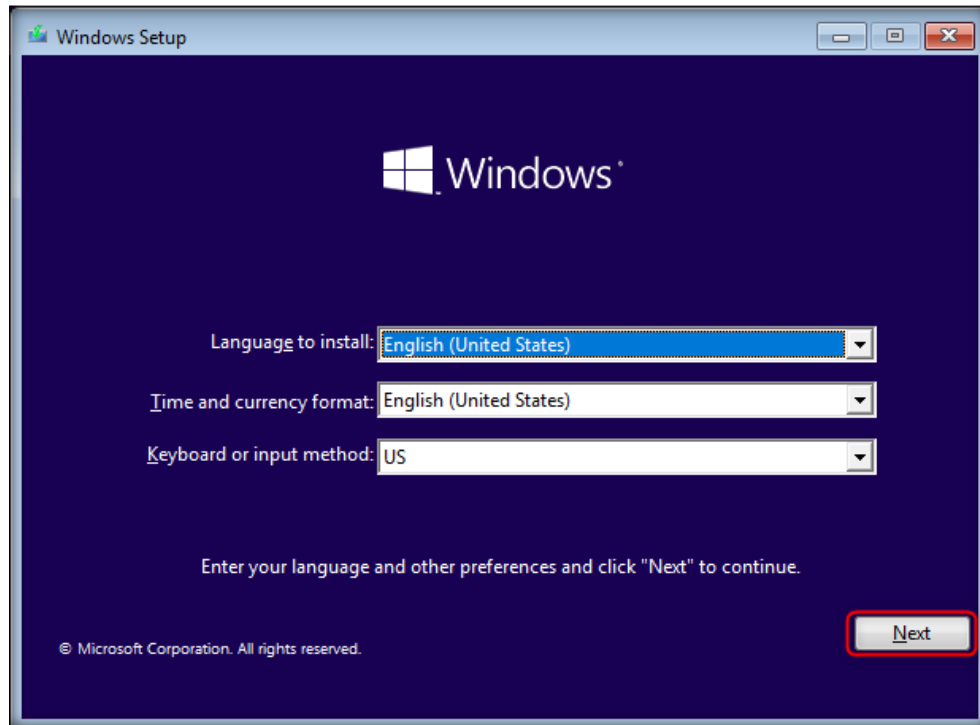 Windows Setup
Windows
Language to install: English (United States)
Time and currency format: English (United States)
Keyboard or input method: US
Enter your language and other preferences and click "Next" to continue.
Next
© Microsoft Corporation. All rights reserved.